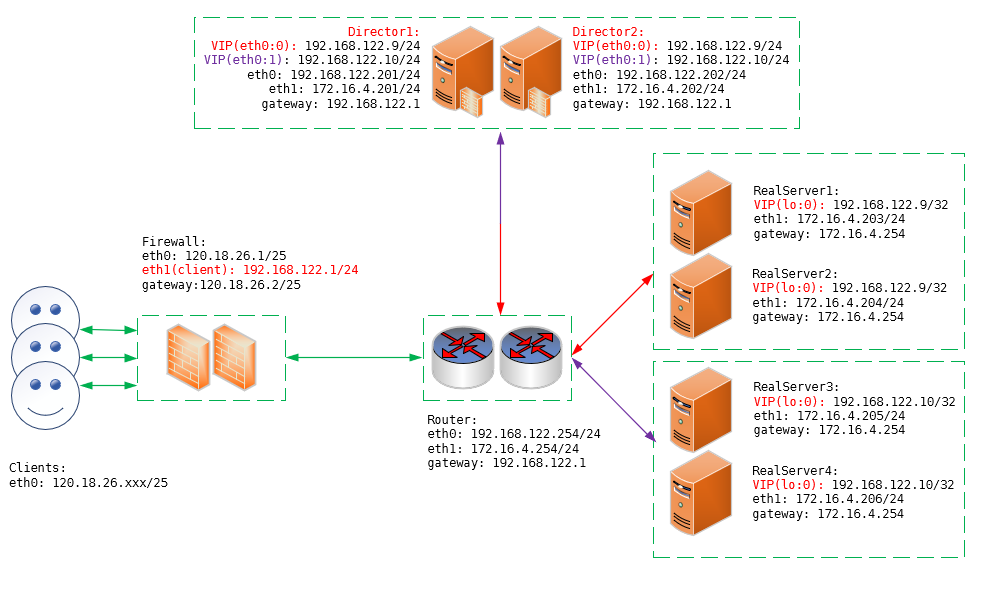 Director1:
VIP(eth0:0): 192.168.122.9/24
VIP(eth0:1): 192.168.122.10/24
eth0: 192.168.122.201/24
eth1: 172.16.4.201/24
gateway: 192.168.122.1
Director2:
VIP(eth0:0): 192.168.122.9/24
VIP(eth0:1): 192.168.122.10/24
eth0: 192.168.122.202/24
eth1: 172.16.4.202/24
gateway: 192.168.122.1
RealServer1:
VIP(lo:0): 192.168.122.9/32
eth1: 172.16.4.203/24
gateway: 172.16.4.254
RealServer2:
VIP(lo:0): 192.168.122.9/32
eth1: 172.16.4.204/24
gateway: 172.16.4.254
Firewall:
eth0: 120.18.26.1/25
eth1(client): 192.168.122.1/24
gateway:120.18.26.2/25
RealServer3:
VIP(lo:0): 192.168.122.10/32
eth1: 172.16.4.205/24
gateway: 172.16.4.254
Router:
eth0: 192.168.122.254/24
eth1: 172.16.4.254/24
gateway: 192.168.122.1
RealServer4:
VIP(lo:0): 192.168.122.10/32
eth1: 172.16.4.206/24
gateway: 172.16.4.254
Clients:
eth0: 120.18.26.xxx/25